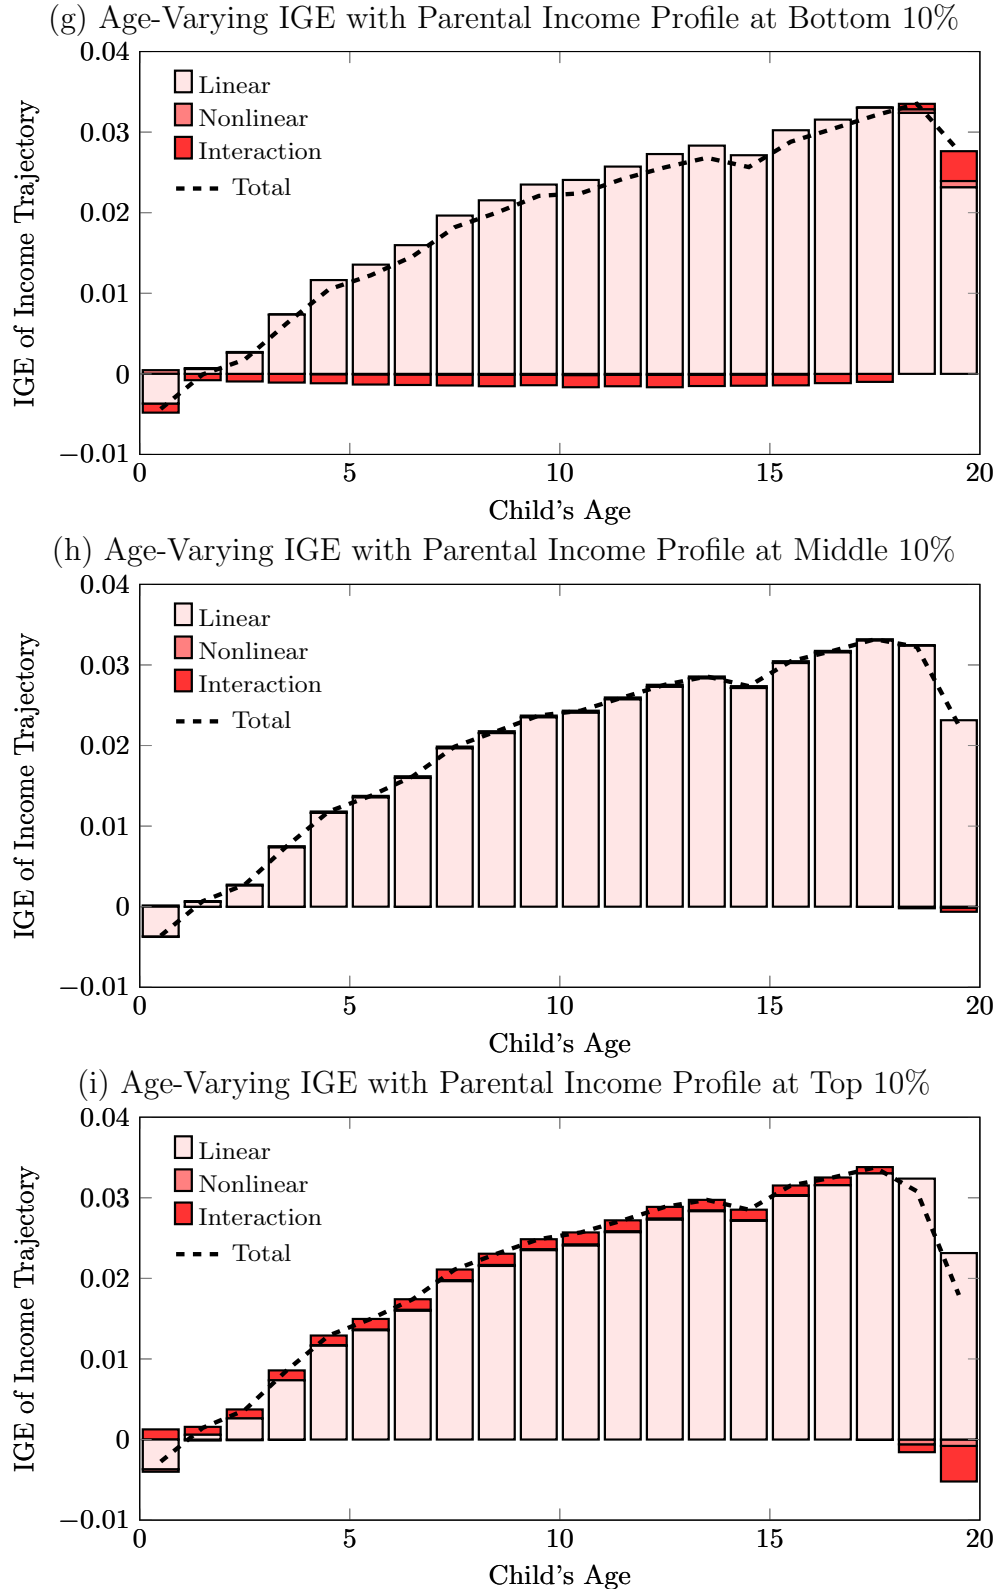 (g) Age-Varying IGE with Parental Income Profile at Bottom 10%
0.04
0.03
0.02
0.01
0
−0.01
IGE of Income Trajectory
Linear
Nonlinear
Interaction
Total
0 5 10 15 20
Child's Age
(h) Age-Varying IGE with Parental Income Profile at Middle 10%
0.04
0.03
0.02
0.01
0
−0.01
IGE of Income Trajectory
Linear
Nonlinear
Interaction
Total
0 5 10 15 20
Child's Age
(i) Age-Varying IGE with Parental Income Profile at Top 10%
0.04
0.03
0.02
0.01
0
−0.01
IGE of Income Trajectory
Linear
Nonlinear
Interaction
Total
0 5 10 15 20
Child's Age